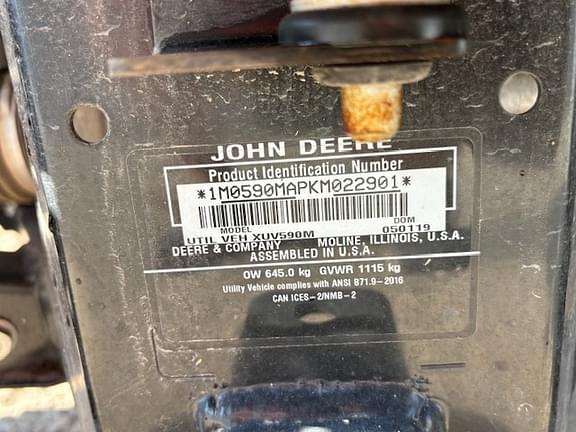 JOHN DEERE
Product Identification Number
*1M0590MAPKM022901*
MODEL DOM
UTIL VEH XUV590M 050119
DEERE & COMPANY MOLINE, ILLINOIS, U.S.A.
ASSEMBLED IN U.S.A.
OW 645.0 kg GVWR 1115 kg
Utility Vehicle complies with ANSI B71.9-2016
CAN ICES-2/NMB-2